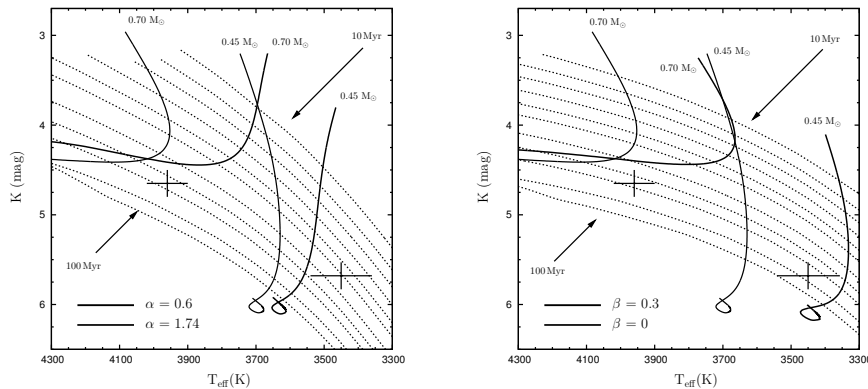 0.70 M⊙
0.45 M⊙
0.70 M⊙
10 Myr
0.45 M⊙
100 Myr
α = 0.6
α = 1.74
K (mag)
3
4
5
6
4300
4100
3900
3700
3500
3300
Teff(K)
0.70 M⊙
0.45 M⊙
0.70 M⊙
10 Myr
0.45 M⊙
100 Myr
β = 0.3
β = 0
K (mag)
3
4
5
6
4300
4100
3900
3700
3500
3300
Teff(K)